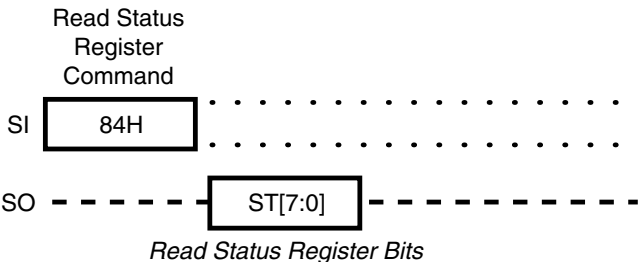 Read Status
Register
Command
SI
84H
SO
ST[7:0]
Read Status Register Bits